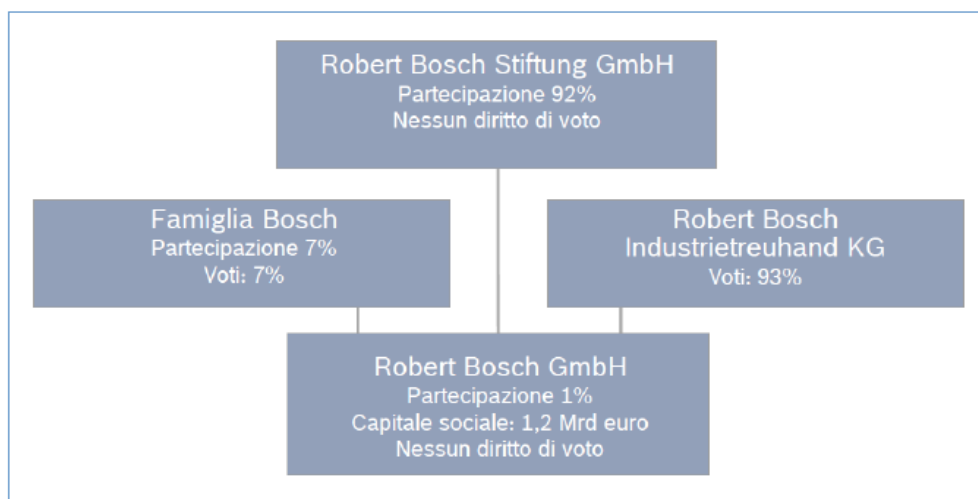 Robert Bosch Stiftung GmbH
Partecipazione 92%
Nessun diritto di voto
Famiglia Bosch
Partecipazione 7%
Voti: 7%
Robert Bosch
Industrietreuhand KG
Voti: 93%
Robert Bosch GmbH
Partecipazione 1%
Capitale sociale: 1,2 Mrd euro
Nessun diritto di voto